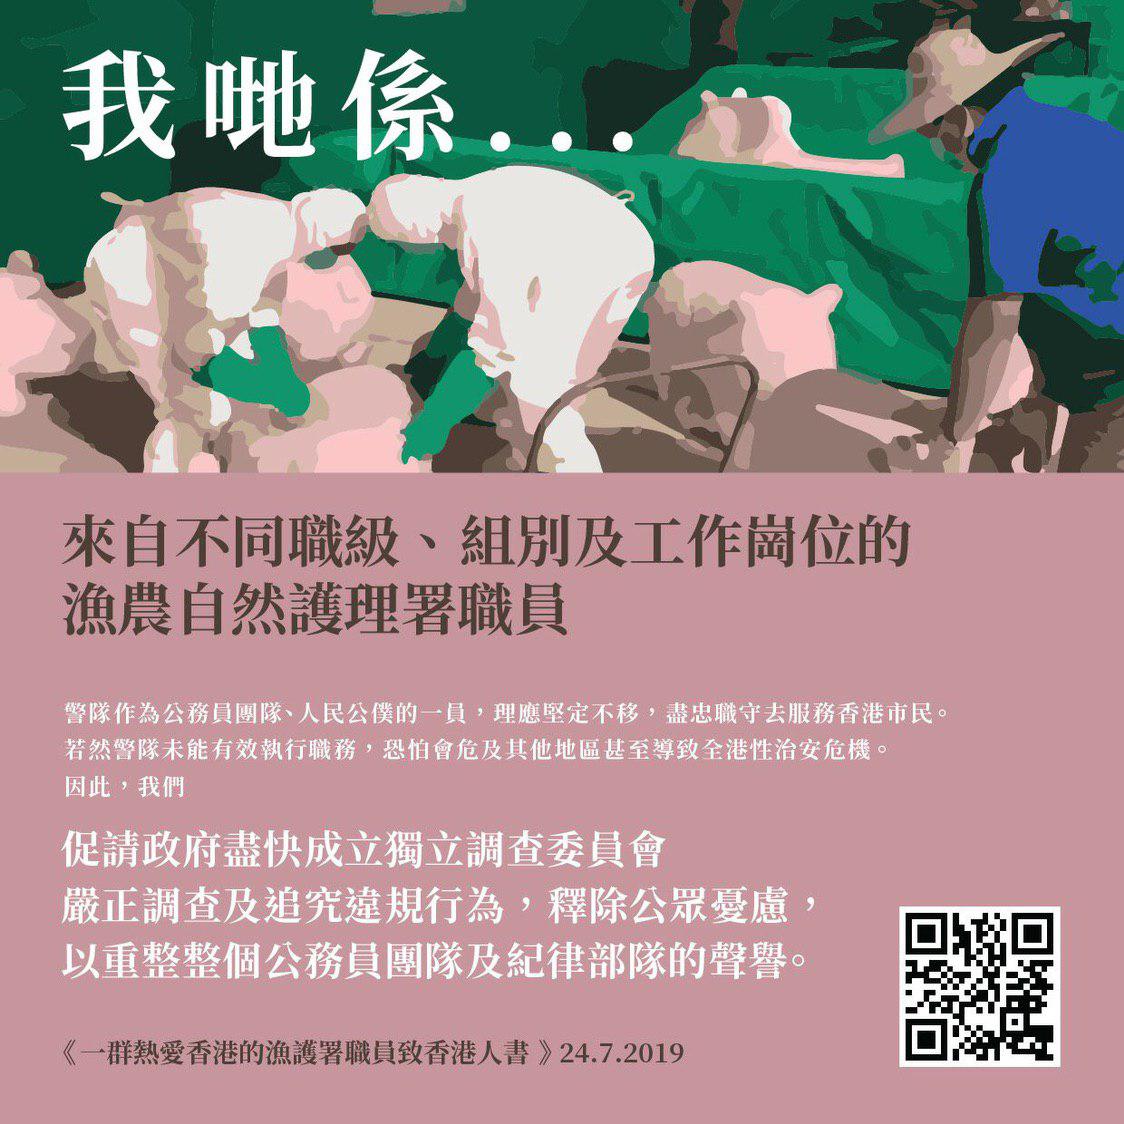 我哋係...
來自不同職級、組別及工作崗位的
漁農自然護理署職員
警隊作為公務員團隊、人民公僕的一員，理應堅定不移，盡忠職守去服務香港市民。
若然警隊未能有效執行職務，恐怕會危及其他地區甚至導致全港性治安危機。
因此，我們
促請政府盡快成立獨立調查委員會
嚴正調查及追究違規行為，釋除公眾憂慮，
以重整整個公務員團隊及紀律部隊的聲譽。
《一群熱愛香港的漁護署職員致香港人書》24.7.2019